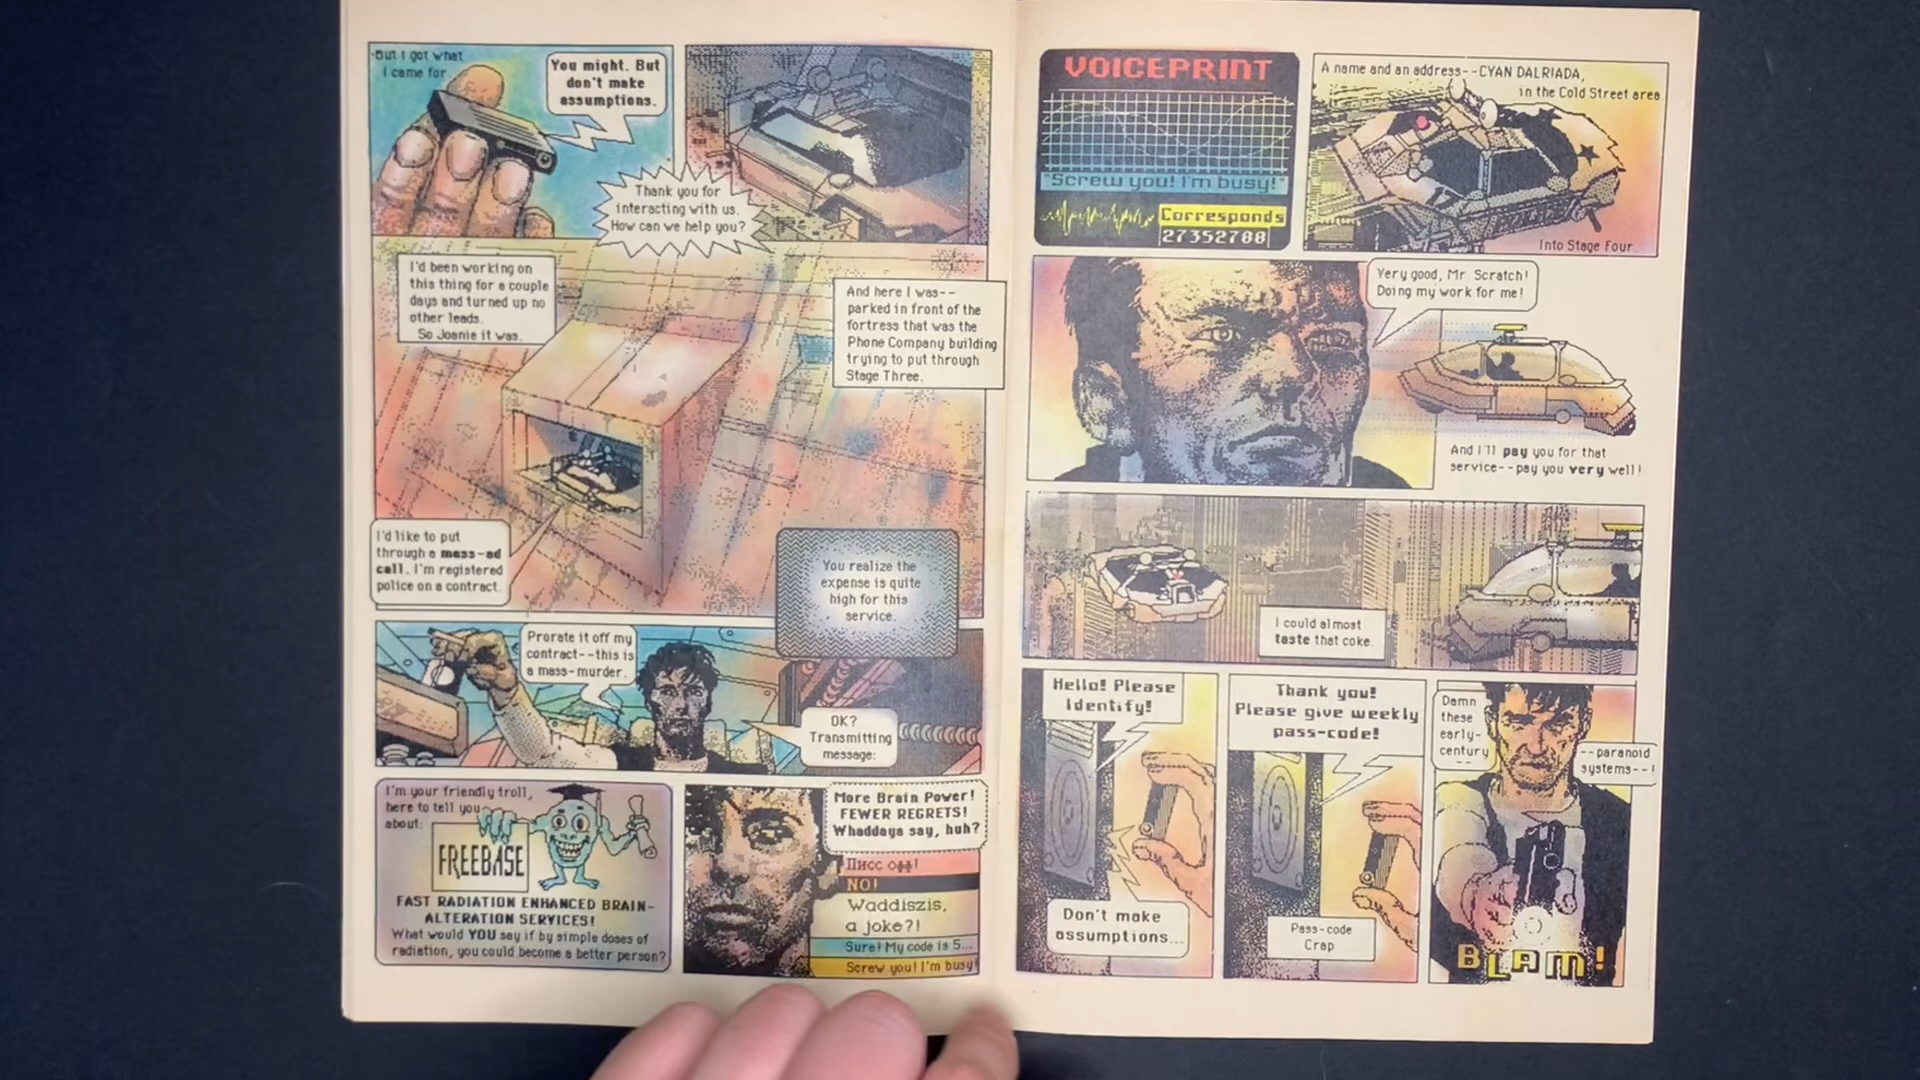 -But I got what
I came for
You might. But
don't make
assumptions.
Thank you for
interacting with us.
How can we help you?
I'd been working on
this thing for a couple
days and turned up no
other leads.
So Joanie it was.
And here I was--
parked in front of the
fortress that was the
Phone Company building
trying to put through
Stage Three.
I'd like to put
through a mass-ad
call. I'm registered
police on a contract.
You realize the
expense is quite
high for this
service.
Prorate it off my
contract--this is
a mass-murder.
OK?
Transmitting
message:
I'm your friendly troll,
here to tell you
about:
FREEBASE
FAST RADIATION ENHANCED BRAIN-
ALTERATION SERVICES!
What would YOU say if by simple doses of
radiation, you could become a better person?
More Brain Power!
FEWER REGRETS!
Whaddaya say, huh?
Писс офф!
NO!
Waddiszis,
a joke?!
Sure! My code is 5...
Screw you! I'm busy!
VOICEPRINT
"Screw you! I'm busy!"
Corresponds
27352788
A name and an address--CYAN DALRIADA,
in the Cold Street area.
Into Stage Four
Very good, Mr Scratch!
Doing my work for me!
And I'll pay you for that
service--pay you very well!
I could almost
taste that coke.
Hello! Please
Identify!
Don't make
assumptions...
Thank you!
Please give weekly
pass-code!
Pass-code
Crap
Damn
these
early-
century
--
--paranoid
systems--!
BLAM!